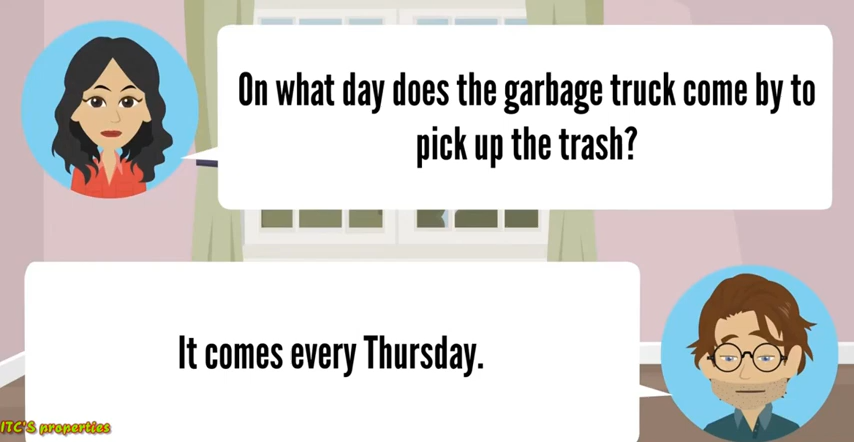 On what day does the garbage truck come by to
pick up the trash?
It comes every Thursday.
ITC'S properties